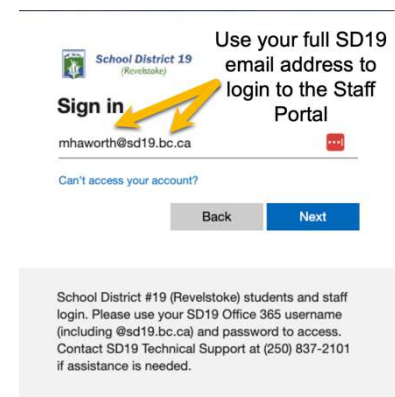 Use your full SD19
email address to
login to the Staff
Portal
School District 19
(Revelstoke)
Sign in
mhaworth@sd19.bc.ca
Can't access your account?
Back
Next
School District #19 (Revelstoke) students and staff
login. Please use your SD19 Office 365 username
(including @sd19.bc.ca) and password to access.
Contact SD19 Technical Support at (250) 837-2101
if assistance is needed.